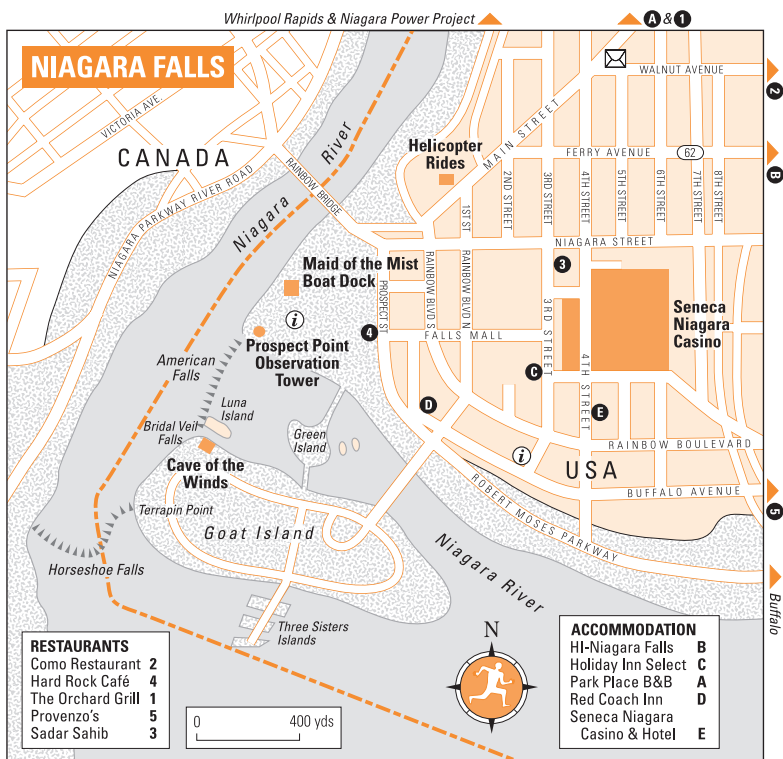 Whirlpool Rapids & Niagara Power Project
A & 1
NIAGARA FALLS
WALNUT AVENUE
2
VICTORIA AVE
CANADA
River
Niagara
Helicopter
Rides
MAIN STREET
FERRY AVENUE
62
B
NIAGARA PARKWAY RIVER ROAD
RAINBOW BRIDGE
1ST ST
2ND STREET
3RD STREET
4TH STREET
5TH STREET
6TH STREET
7TH STREET
8TH STREET
NIAGARA STREET
Maid of the Mist
Boat Dock
PROSPECT ST
RAINBOW BLVD S
RAINBOW BLVD N
3
3RD STREET
Seneca
Niagara
Casino
i
Prospect Point
Observation
Tower
4
FALLS MALL
4TH STREET
American
Falls
C
Luna
Island
D
E
Bridal Veil
Falls
Green
Island
RAINBOW BOULEVARD
Cave of the
Winds
i
USA
BUFFALO AVENUE
5
Terrapin Point
Goat Island
ROBERT MOSES PARKWAY
Horseshoe Falls
Niagara River
Buffalo
Three Sisters
Islands
N
RESTAURANTS
Como Restaurant 2
Hard Rock Café 4
The Orchard Grill 1
Provenzo's 5
Sadar Sahib 3
0 400 yds
ACCOMMODATION
HI-Niagara Falls B
Holiday Inn Select C
Park Place B&B A
Red Coach Inn D
Seneca Niagara
Casino & Hotel E